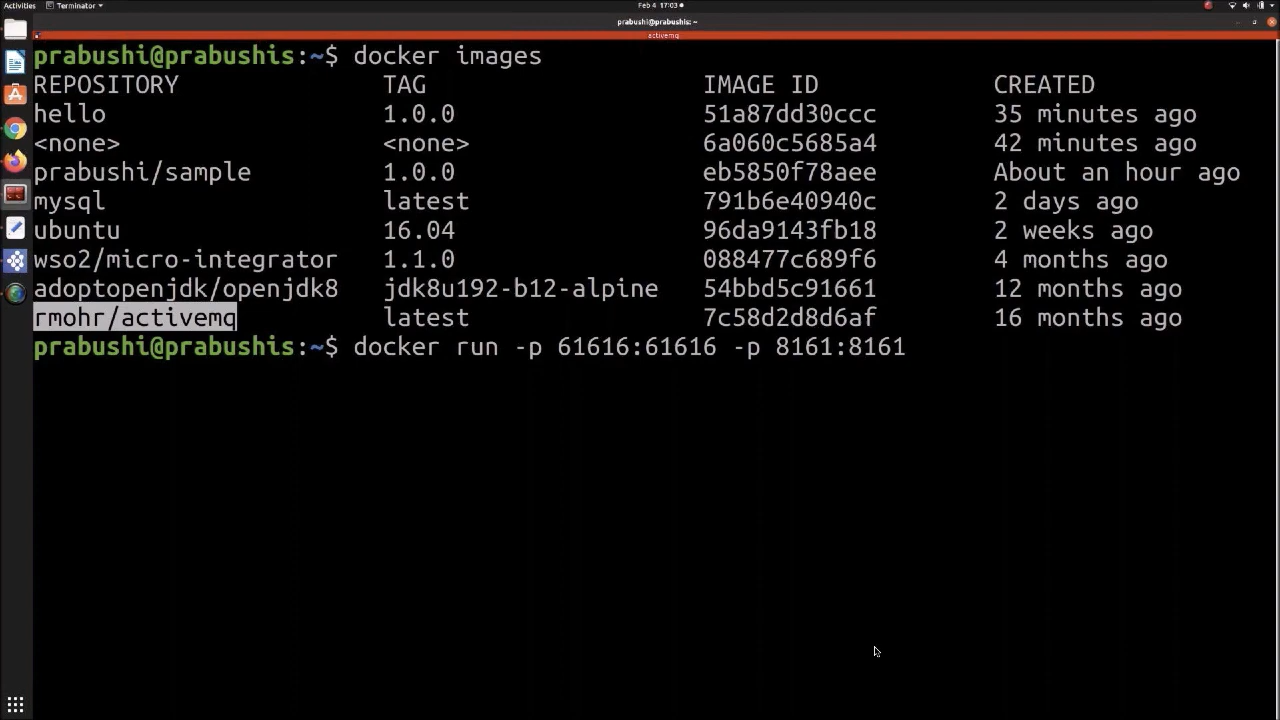 Activities Terminator Feb 4 17:03
prabushi@prabushis: ~
activemq
prabushi@prabushis:~$ docker images
REPOSITORY TAG IMAGE ID CREATED
hello 1.0.0 51a87dd30ccc 35 minutes ago
<none> <none> 6a060c5685a4 42 minutes ago
prabushi/sample 1.0.0 eb5850f78aee About an hour ago
mysql latest 791b6e40940c 2 days ago
ubuntu 16.04 96da9143fb18 2 weeks ago
wso2/micro-integrator 1.1.0 088477c689f6 4 months ago
adoptopenjdk/openjdk8 jdk8u192-b12-alpine 54bbd5c91661 12 months ago
rmohr/activemq latest 7c58d2d8d6af 16 months ago
prabushi@prabushis:~$ docker run -p 61616:61616 -p 8161:8161